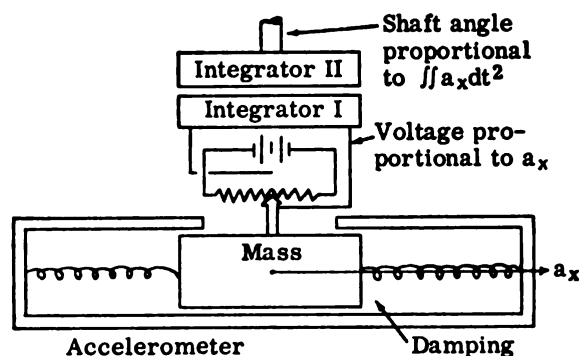 Shaft angle
proportional
to ∬aₓdt²
Integrator II
Integrator I
Voltage pro-
portional to aₓ
Mass
aₓ
Accelerometer
Damping